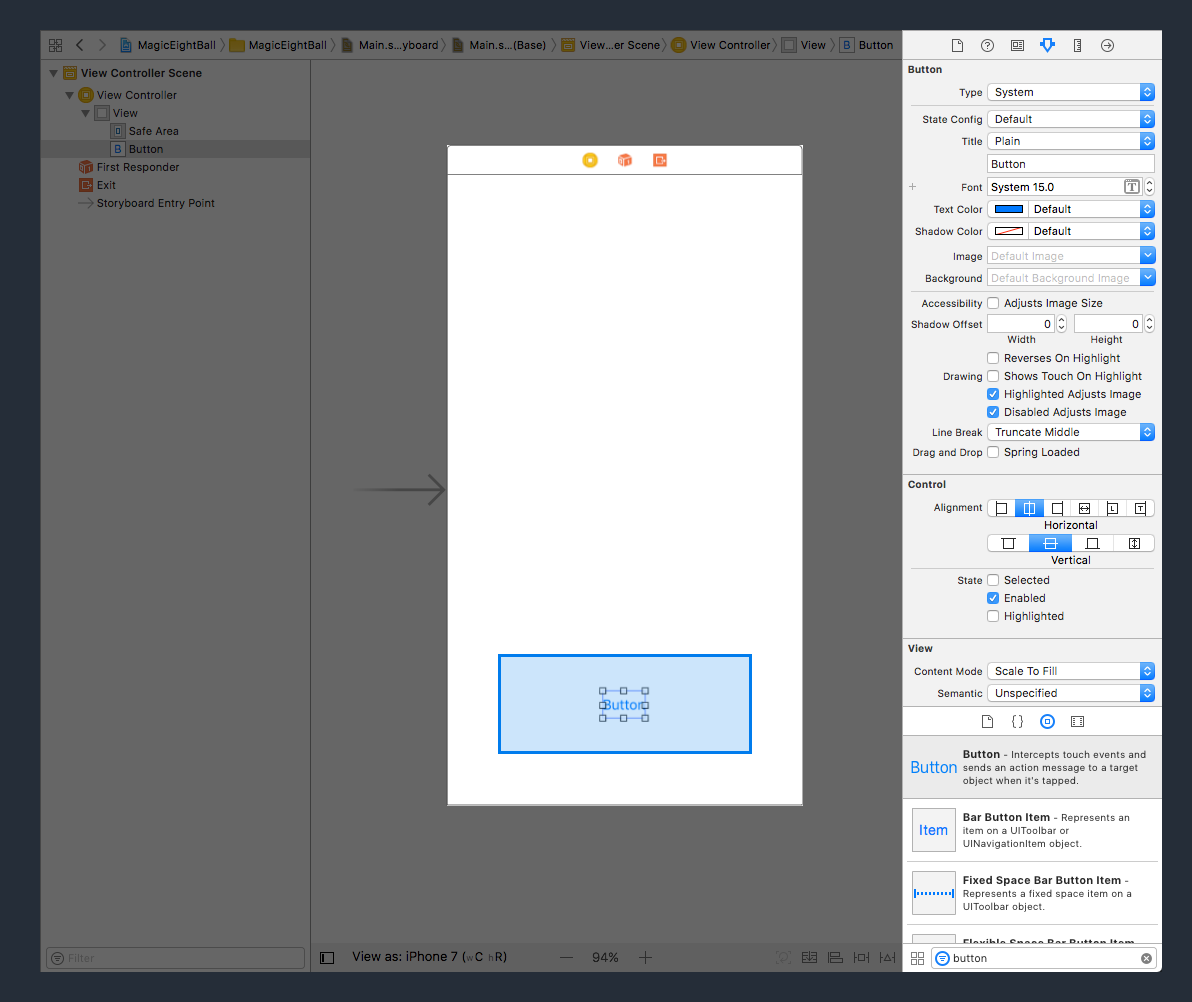 MagicEightBall MagicEightBall Main.s...yboard Main.s...(Base) View...er Scene View Controller View B Button
View Controller Scene
View Controller
View
Safe Area
B Button
First Responder
Exit
Storyboard Entry Point
Filter
Button
View as: iPhone 7 (wC hR)
94%
Button
Type System
State Config Default
Title Plain
Button
Font System 15.0 T
Text Color Default
Shadow Color Default
Image Default Image
Background Default Background Image
Accessibility Adjusts Image Size
Shadow Offset 0 0
Width Height
Reverses On Highlight
Drawing Shows Touch On Highlight
Highlighted Adjusts Image
Disabled Adjusts Image
Line Break Truncate Middle
Drag and Drop Spring Loaded
Control
Alignment L T
Horizontal
Vertical
State Selected
Enabled
Highlighted
View
Content Mode Scale To Fill
Semantic Unspecified
{ }
Button Button - Intercepts touch events and
sends an action message to a target
object when it's tapped.
Item Bar Button Item - Represents an
item on a UIToolbar or
UINavigationItem object.
Fixed Space Bar Button Item -
Represents a fixed space item on a
UIToolbar object.
Flexible Space Bar Button Item
button